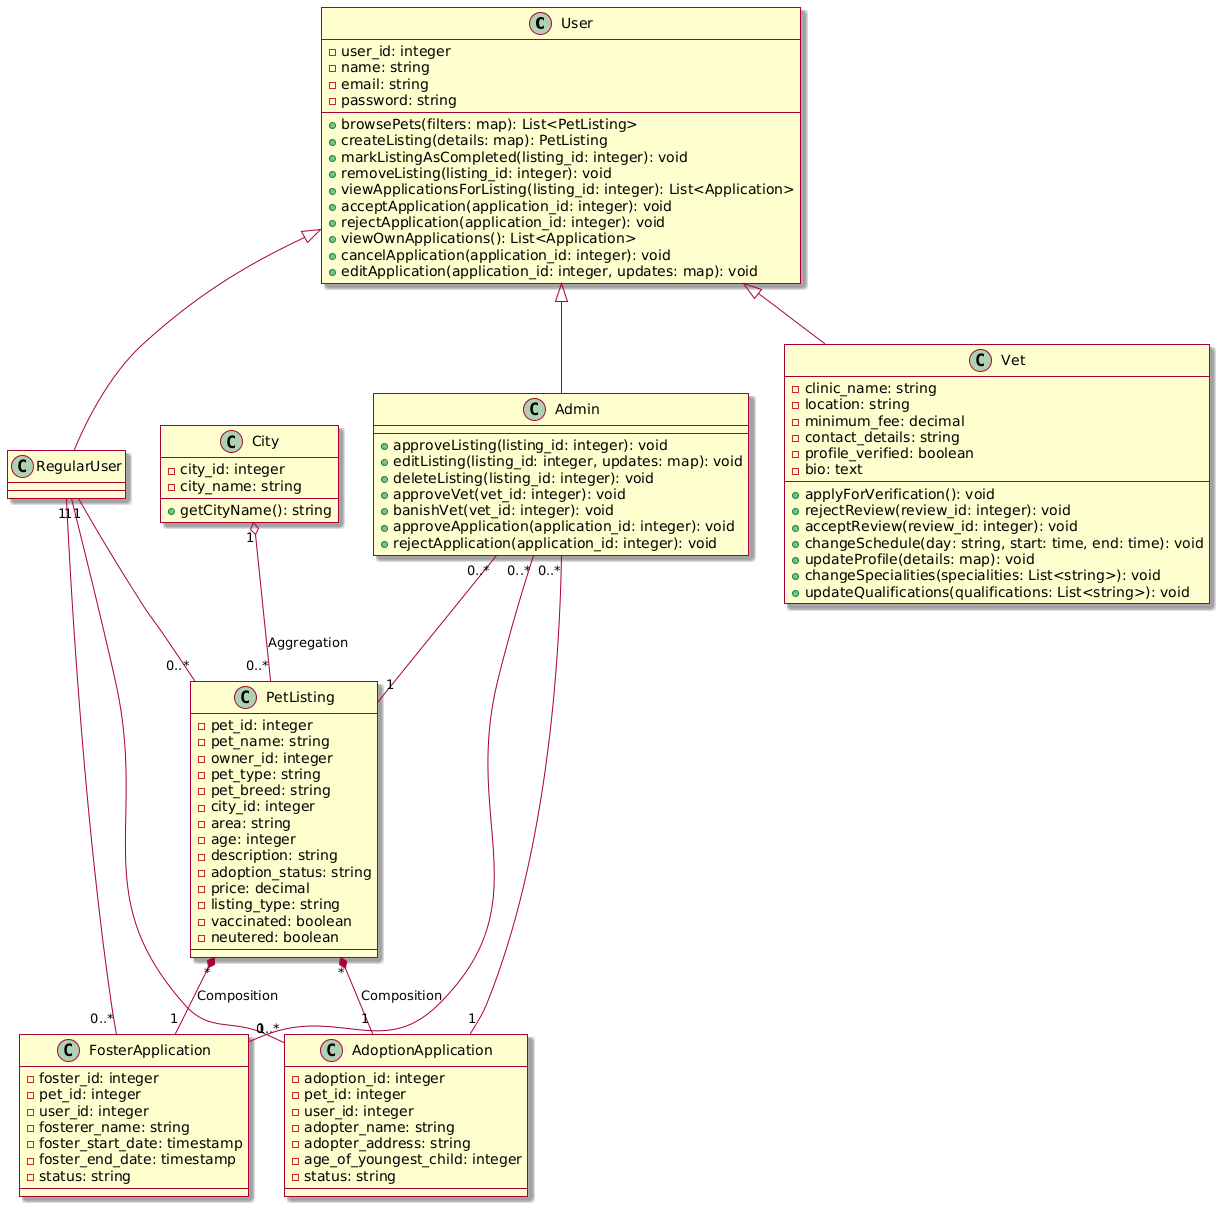 C User
user_id: integer
name: string
email: string
password: string
browsePets(filters: map): List<PetListing>
createListing(details: map): PetListing
markListingAsCompleted(listing_id: integer): void
removeListing(listing_id: integer): void
viewApplicationsForListing(listing_id: integer): List<Application>
acceptApplication(application_id: integer): void
rejectApplication(application_id: integer): void
viewOwnApplications(): List<Application>
cancelApplication(application_id: integer): void
editApplication(application_id: integer, updates: map): void
C Vet
clinic_name: string
location: string
minimum_fee: decimal
contact_details: string
profile_verified: boolean
bio: text
applyForVerification(): void
rejectReview(review_id: integer): void
acceptReview(review_id: integer): void
changeSchedule(day: string, start: time, end: time): void
updateProfile(details: map): void
changeSpecialities(specialities: List<string>): void
updateQualifications(qualifications: List<string>): void
C Admin
approveListing(listing_id: integer): void
editListing(listing_id: integer, updates: map): void
deleteListing(listing_id: integer): void
approveVet(vet_id: integer): void
banishVet(vet_id: integer): void
approveApplication(application_id: integer): void
rejectApplication(application_id: integer): void
C City
city_id: integer
city_name: string
getCityName(): string
C RegularUser
1
1
1
1
0..*
0..*
0..*
Aggregation
0..*
0..*
1
C PetListing
pet_id: integer
pet_name: string
owner_id: integer
pet_type: string
pet_breed: string
city_id: integer
area: string
age: integer
description: string
adoption_status: string
price: decimal
listing_type: string
vaccinated: boolean
neutered: boolean
*
*
Composition
Composition
0..*
1
1
0..*
1
1
C FosterApplication
foster_id: integer
pet_id: integer
user_id: integer
fosterer_name: string
foster_start_date: timestamp
foster_end_date: timestamp
status: string
C AdoptionApplication
adoption_id: integer
pet_id: integer
user_id: integer
adopter_name: string
adopter_address: string
age_of_youngest_child: integer
status: string